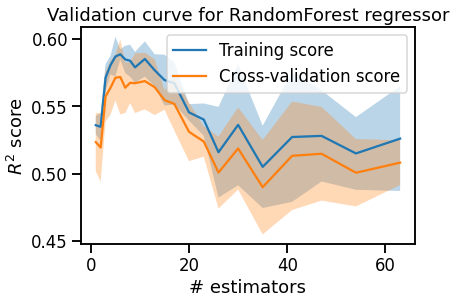 Validation curve for RandomForest regressor
0.60
0.55
0.50
0.45
R² score
Training score
Cross-validation score
0
20
40
60
# estimators